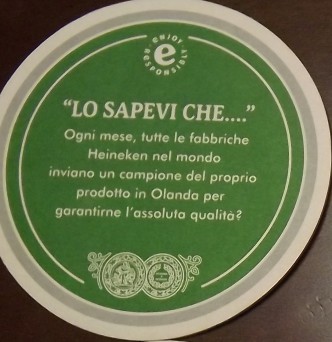 ENJOY
e
RESPONSIBLY
“LO SAPEVI CHE....”
Ogni mese, tutte le fabbriche
Heineken nel mondo
inviano un campione del proprio
prodotto in Olanda per
garantirne l'assoluta qualità?